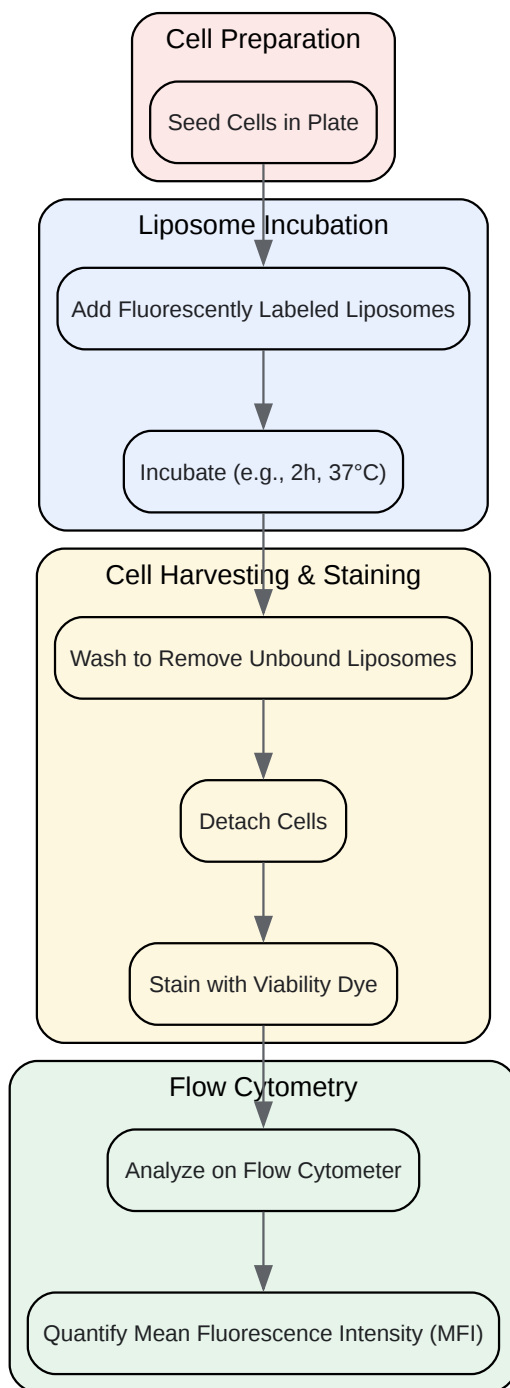 Cell Preparation
Seed Cells in Plate
Liposome Incubation
Add Fluorescently Labeled Liposomes
Incubate (e.g., 2h, 37°C)
Cell Harvesting & Staining
Wash to Remove Unbound Liposomes
Detach Cells
Stain with Viability Dye
Flow Cytometry
Analyze on Flow Cytometer
Quantify Mean Fluorescence Intensity (MFI)